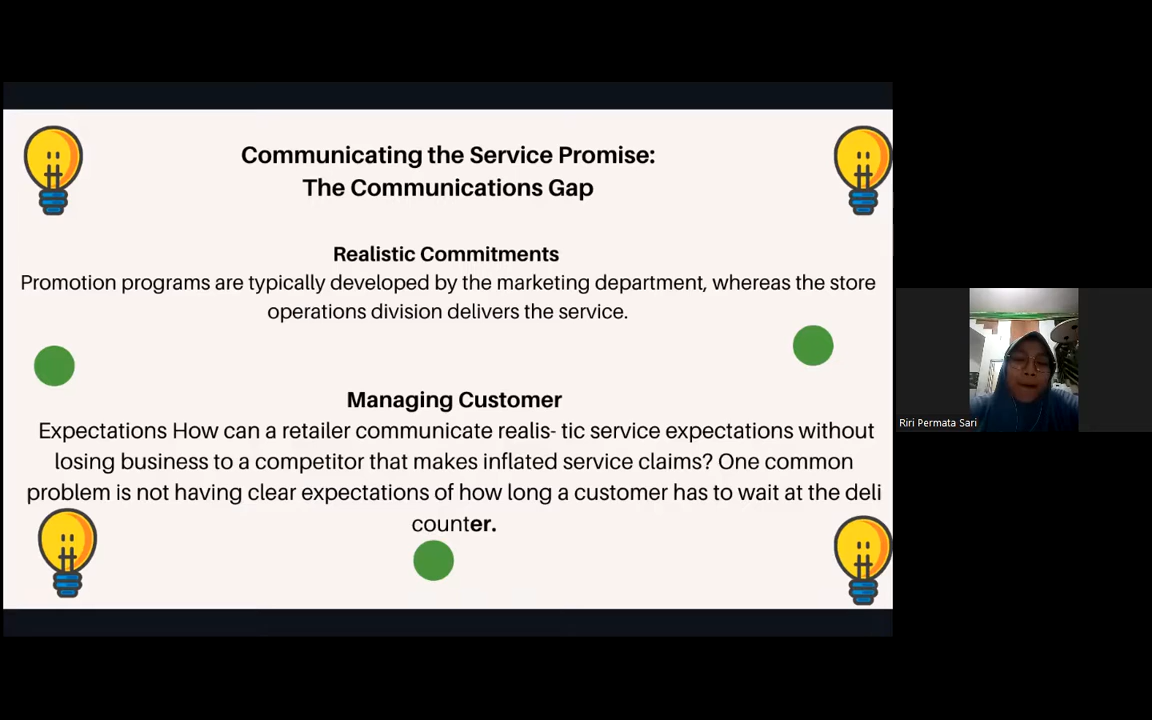 Communicating the Service Promise:
The Communications Gap
Realistic Commitments
Promotion programs are typically developed by the marketing department, whereas the store
operations division delivers the service.
Managing Customer
Expectations How can a retailer communicate realis- tic service expectations without
losing business to a competitor that makes inflated service claims? One common
problem is not having clear expectations of how long a customer has to wait at the deli
counter.
Riri Permata Sari